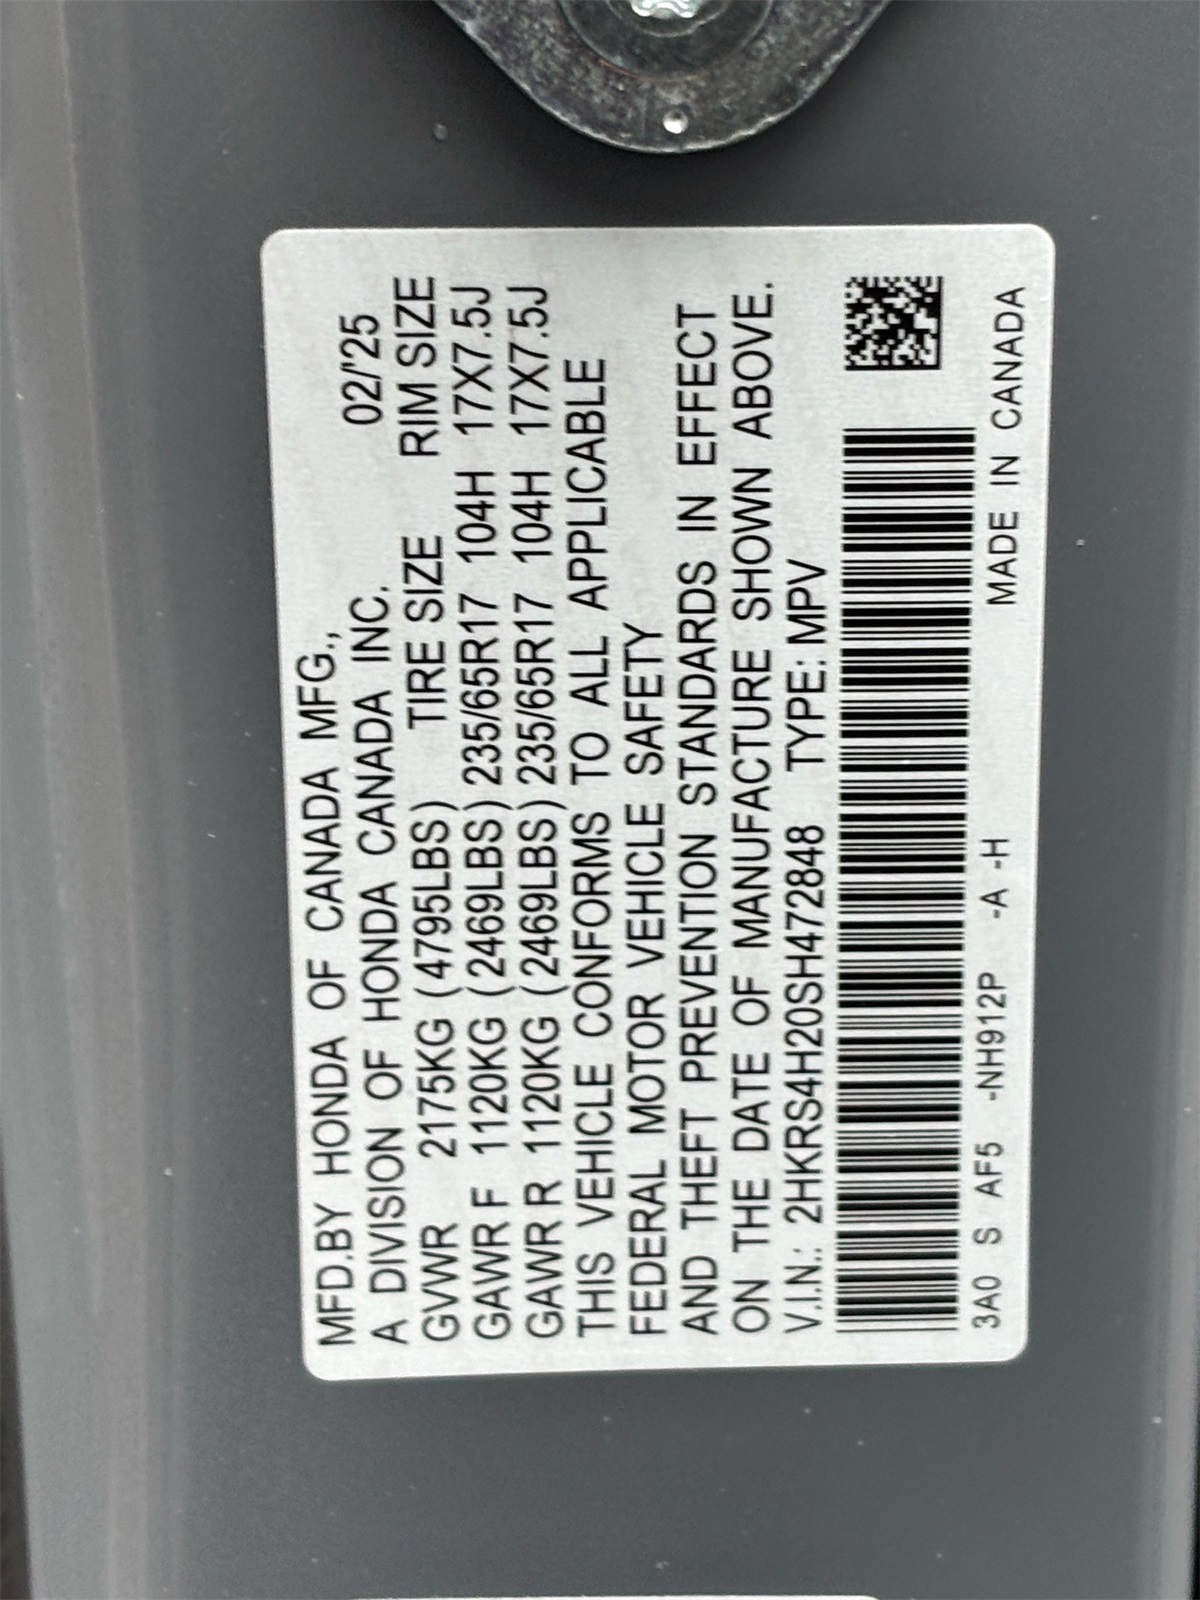 MFD.BY HONDA OF CANADA MFG.,
A DIVISION OF HONDA CANADA INC. 02/'25
GVWR 2175KG (4795LBS) TIRE SIZE RIM SIZE
GAWR F 1120KG (2469LBS) 235/65R17 104H 17X7.5J
GAWR R 1120KG (2469LBS) 235/65R17 104H 17X7.5J
THIS VEHICLE CONFORMS TO ALL APPLICABLE
FEDERAL MOTOR VEHICLE SAFETY
AND THEFT PREVENTION STANDARDS IN EFFECT
ON THE DATE OF MANUFACTURE SHOWN ABOVE.
V.I.N.: 2HKRS4H20SH472848 TYPE: MPV
3A0 S AF5 -NH912P -A -H MADE IN CANADA